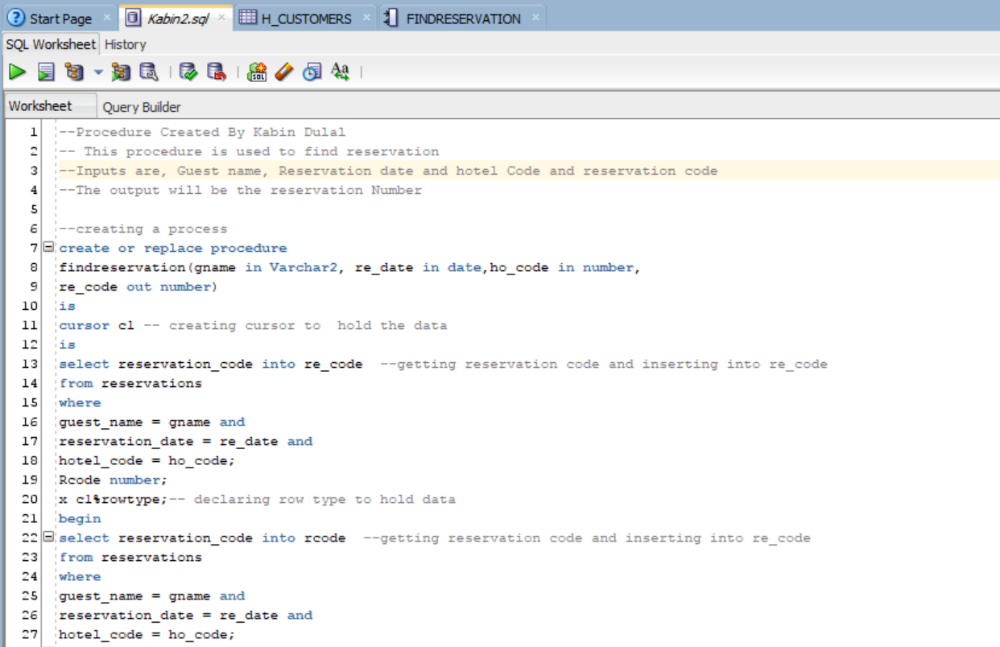 Start Page Kabin2.sql H_CUSTOMERS FINDRESERVATION
SQL Worksheet History
SQL Aa
Worksheet Query Builder
1 --Procedure Created By Kabin Dulal
2 -- This procedure is used to find reservation
3 --Inputs are, Guest name, Reservation date and hotel Code and reservation code
4 --The output will be the reservation Number
5
6 --creating a process
7 create or replace procedure
8 findreservation(gname in Varchar2, re_date in date,ho_code in number,
9 re_code out number)
10 is
11 cursor c1 -- creating cursor to  hold the data
12 is
13 select reservation_code into re_code  --getting reservation code and inserting into re_code
14 from reservations
15 where
16 guest_name = gname and
17 reservation_date = re_date and
18 hotel_code = ho_code;
19 Rcode number;
20 x c1%rowtype;-- declaring row type to hold data
21 begin
22 select reservation_code into rcode  --getting reservation code and inserting into re_code
23 from reservations
24 where
25 guest_name = gname and
26 reservation_date = re_date and
27 hotel_code = ho_code;